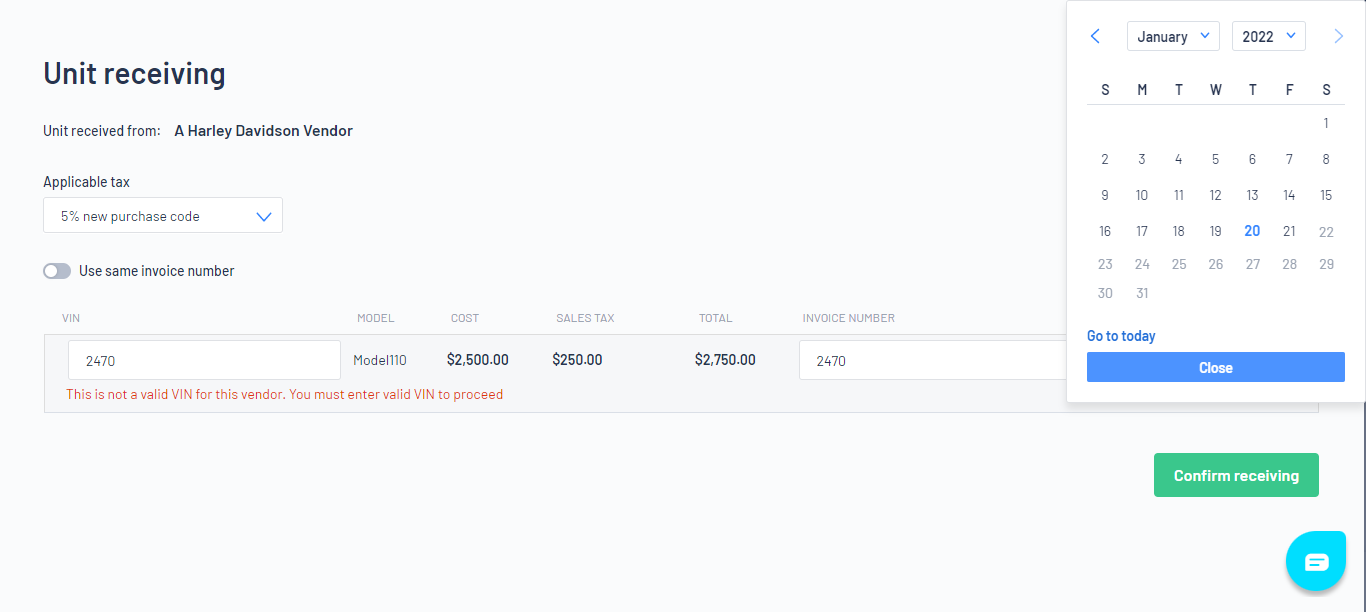 Unit receiving
Unit received from: A Harley Davidson Vendor
Applicable tax
5% new purchase code
Use same invoice number
VIN MODEL COST SALES TAX TOTAL INVOICE NUMBER
2470 Model110 $2,500.00 $250.00 $2,750.00 2470
This is not a valid VIN for this vendor. You must enter valid VIN to proceed
January 2022
S M T W T F S
1
2 3 4 5 6 7 8
9 10 11 12 13 14 15
16 17 18 19 20 21 22
23 24 25 26 27 28 29
30 31
Go to today
Close
Confirm receiving